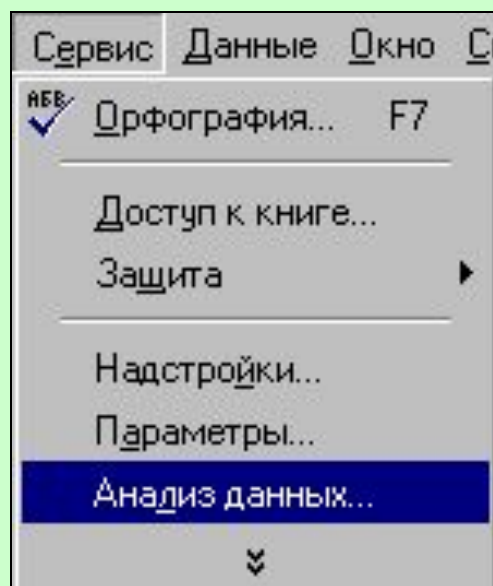 Сервис Данные Окно С
АБВ Орфография... F7
Доступ к книге...
Защита
Надстройки...
Параметры...
Анализ данных...